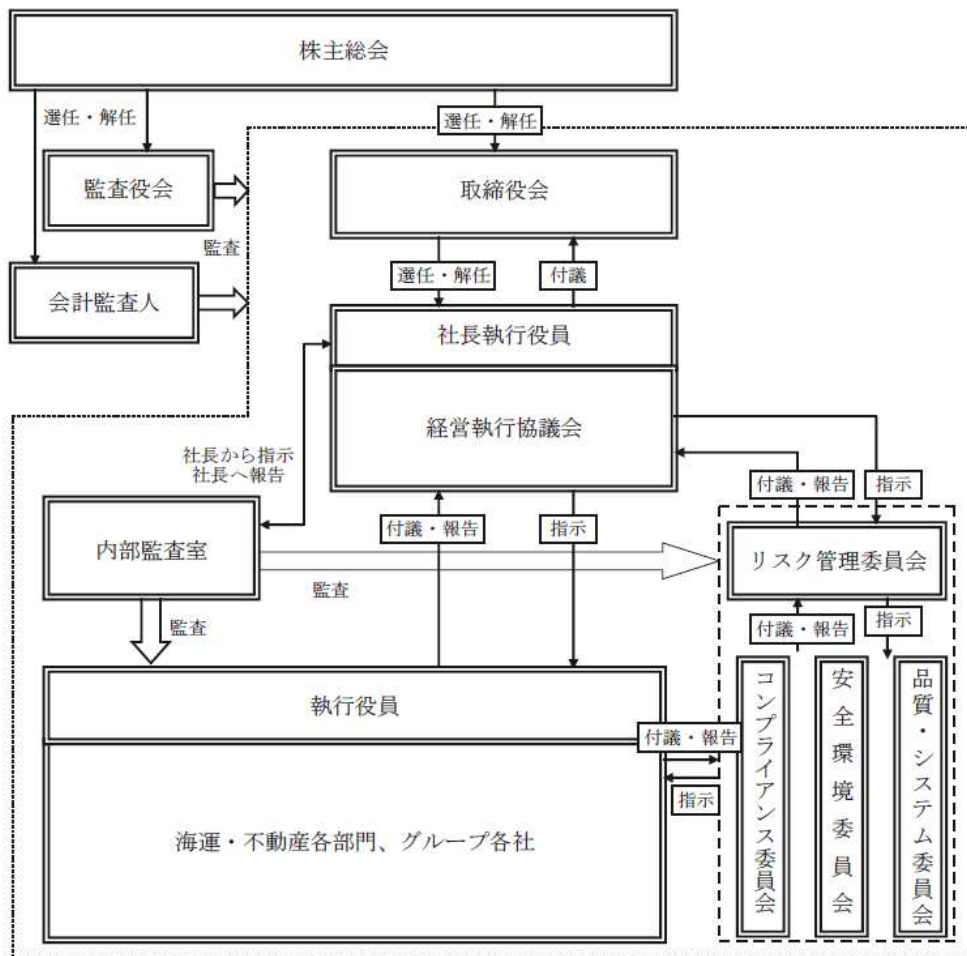 株主総会
選任・解任
選任・解任
監査役会
取締役会
監査
会計監査人
選任・解任
付議
社長執行役員
経営執行協議会
社長から指示
社長へ報告
付議・報告
指示
内部監査室
付議・報告
指示
リスク管理委員会
監査
監査
付議・報告
指示
執行役員
海運・不動産各部門、グループ各社
付議・報告
指示
コンプライアンス委員会
安全環境委員会
品質・システム委員会